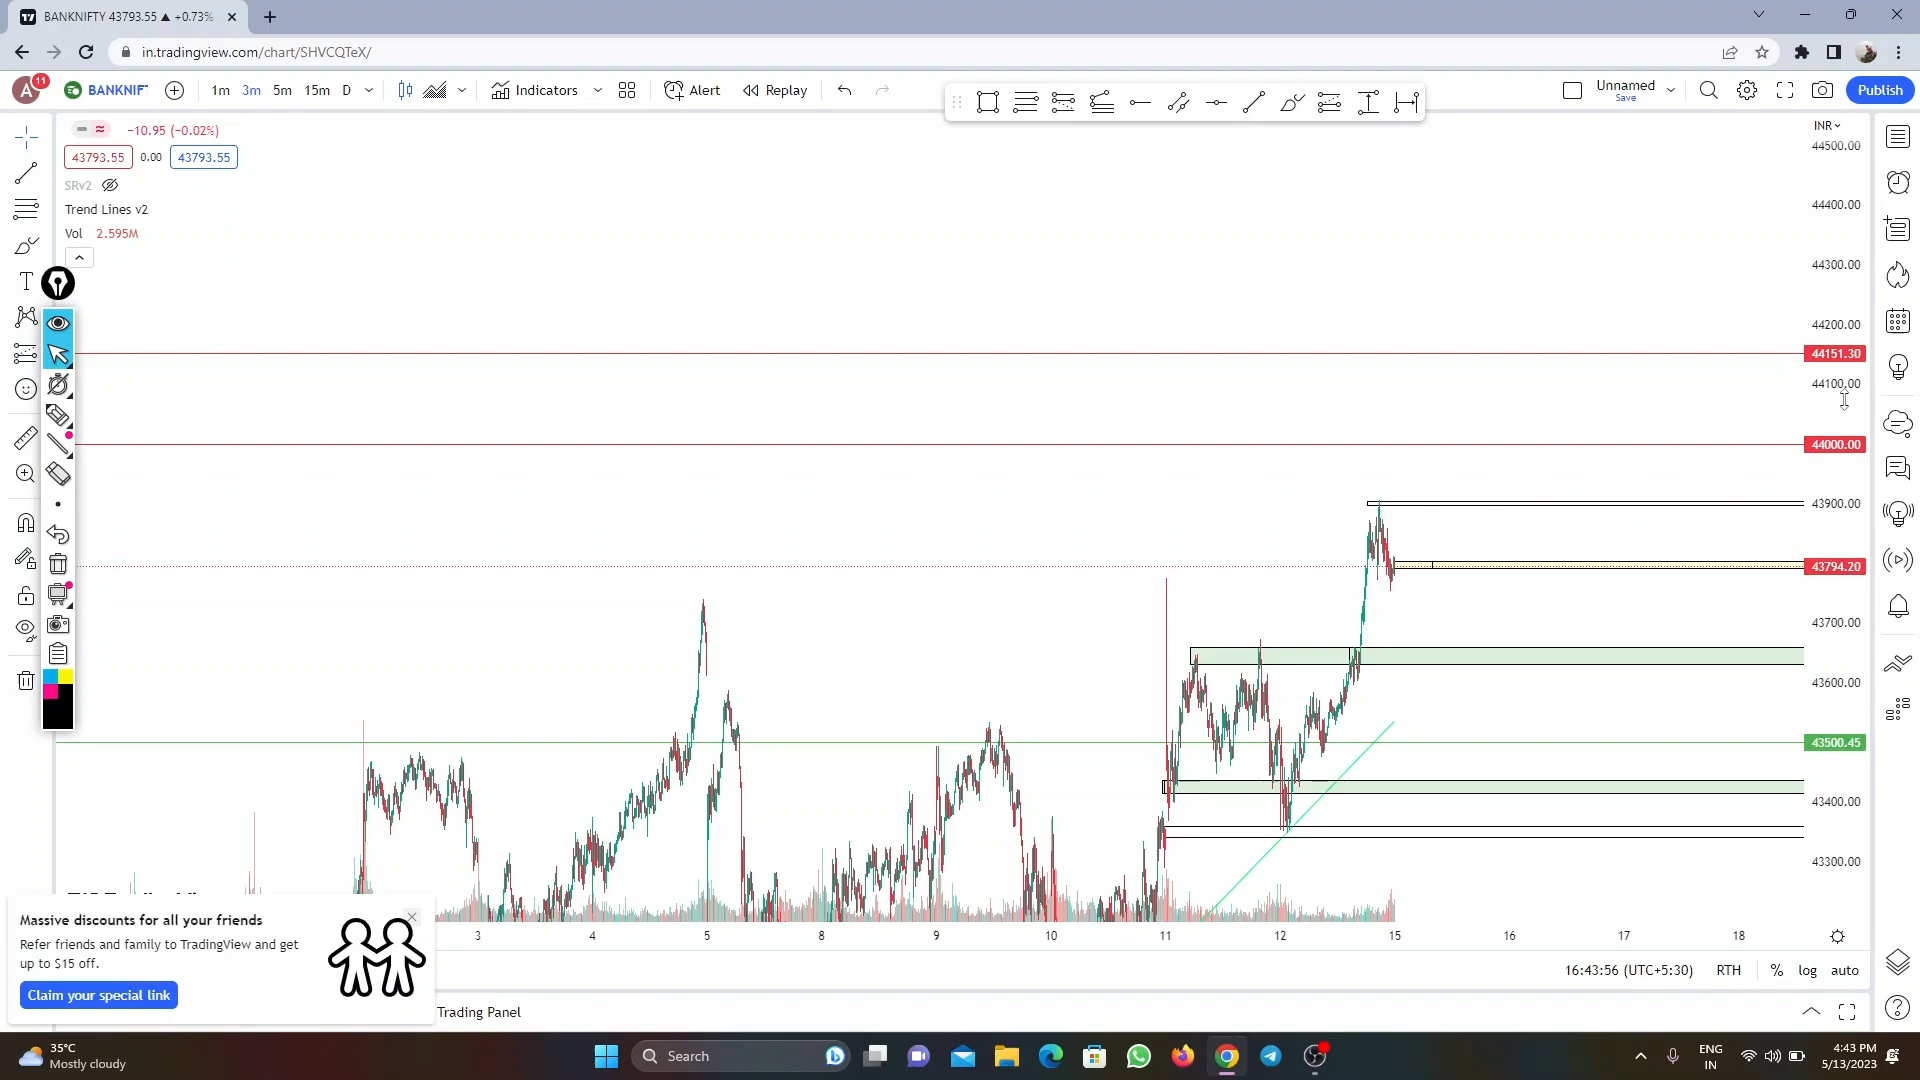 BANKNIFTY 43793.55 ▲ +0.73%
in.tradingview.com/chart/SHVCQTeX/
A 11 BANKNIF 1m 3m 5m 15m D Indicators Alert Replay Unnamed Publish
Save
−10.95 (−0.02%) INR
43793.55 0.00 43793.55 44500.00
SRv2
Trend Lines v2 44400.00
Vol 2.595M
44300.00
44200.00
44151.30
44100.00
44000.00
43900.00
43794.20
43700.00
43600.00
43500.45
43400.00
43300.00
Massive discounts for all your friends
Refer friends and family to TradingView and get
up to $15 off.
Claim your special link
3 4 5 8 9 10 11 12 15 16 17 18
16:43:56 (UTC+5:30) RTH % log auto
Trading Panel
35°C
Mostly cloudy
Search
ENG
IN
4:43 PM
5/13/2023